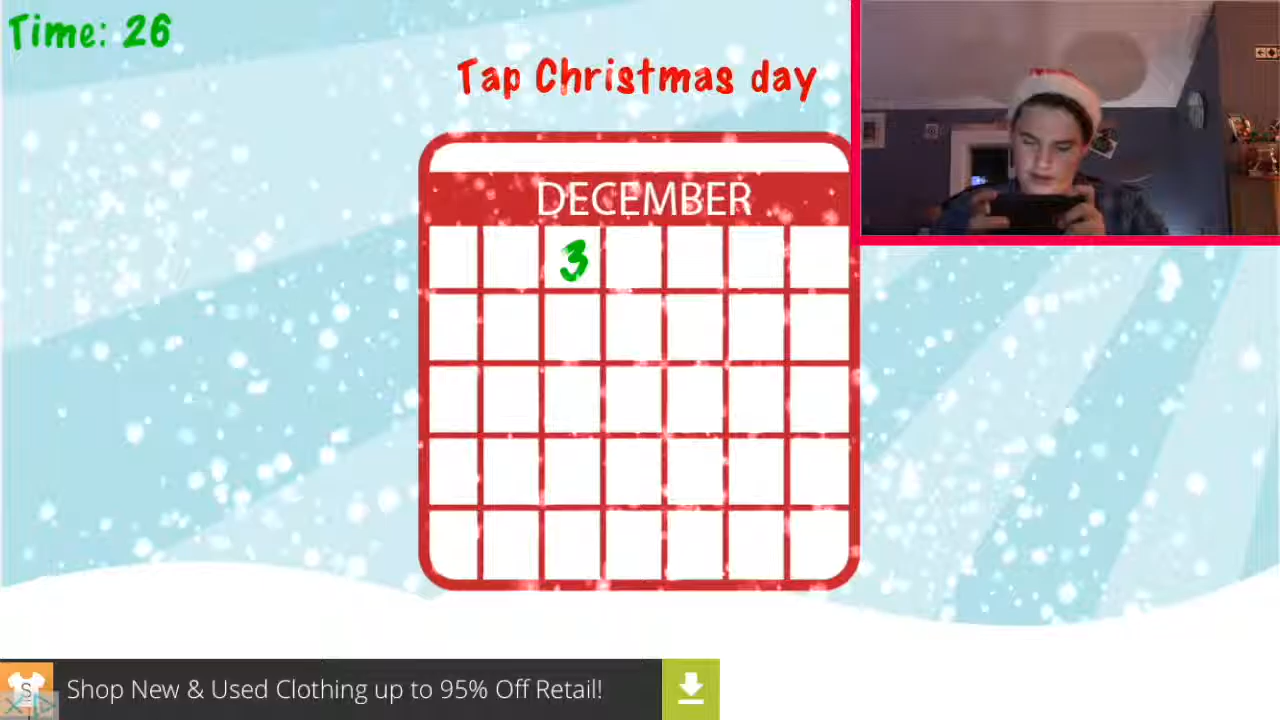 Time: 26
Tap Christmas day
DECEMBER
3
S
Shop New & Used Clothing up to 95% Off Retail!